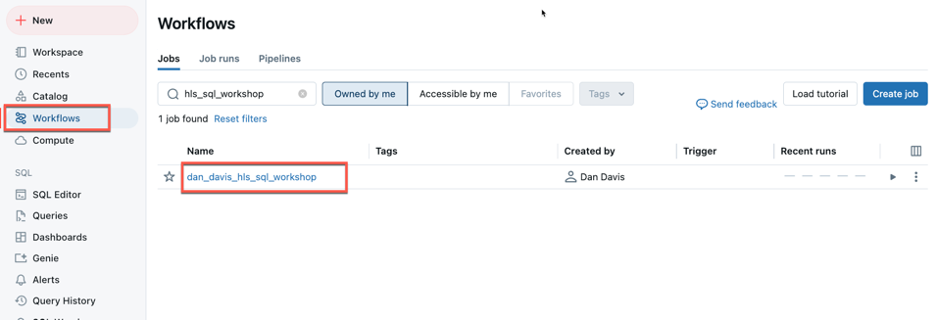 New
Workspace
Recents
Catalog
Workflows
Compute
SQL
SQL Editor
Queries
Dashboards
Genie
Alerts
Query History
Workflows
Jobs Job runs Pipelines
hls_sql_workshop Owned by me Accessible by me Favorites Tags Send feedback Load tutorial Create job
1 job found Reset filters
Name Tags Created by Trigger Recent runs
dan_davis_hls_sql_workshop Dan Davis